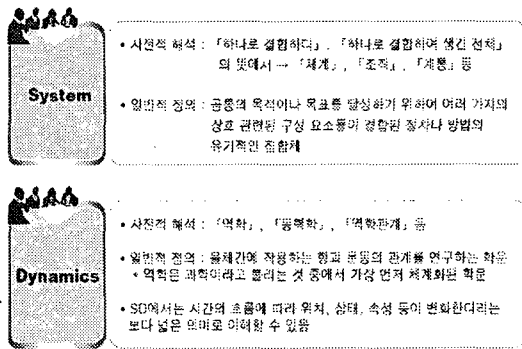 System
• 사전적 해석 : 「하나로 결합하다」, 「하나로 결합하여 생긴 전체」
의 뜻에서 → 「체계」, 「조직」, 「계통」 등
• 일반적 정의 : 공통의 목적이나 목표를 달성하기 위하여 여러 가지의
상호 관련된 구성 요소들이 결합된 절차나 방법의
유기적인 집합체
Dynamics
• 사전적 해석 : 「역학」, 「동력학」, 「역학관계」 등
• 일반적 정의 : 물체간에 작용하는 힘과 운동의 관계를 연구하는 학문
* 역학은 과학이라고 불리는 것 중에서 가장 먼저 체계화된 학문
• SD에서는 시간의 흐름에 따라 위치, 상태, 속성 등이 변화한다라는
보다 넓은 의미로 이해할 수 있음